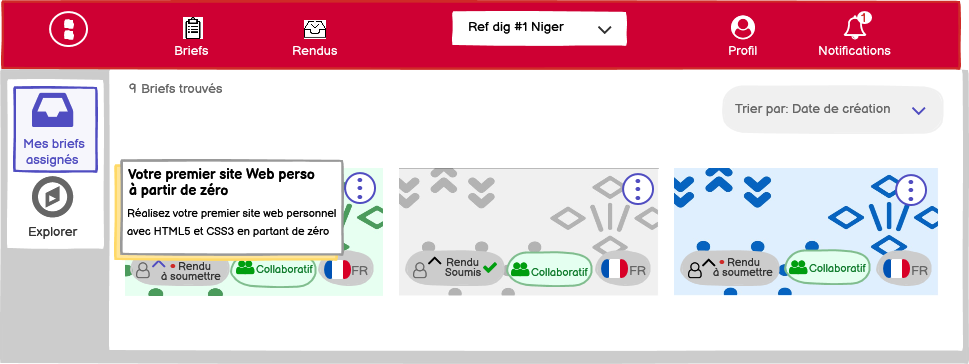 Briefs
Rendus
Ref dig #1 Niger
Profil
1
Notifications
Mes briefs
assignés
Explorer
9 Briefs trouvés
Trier par: Date de création
Votre premier site Web perso
à partir de zéro
Réalisez votre premier site web personnel
avec HTML5 et CSS3 en partant de zéro
Rendu
à soumettre
Collaboratif
FR
Rendu
Soumis
Collaboratif
FR
Rendu
à soumettre
Collaboratif
FR